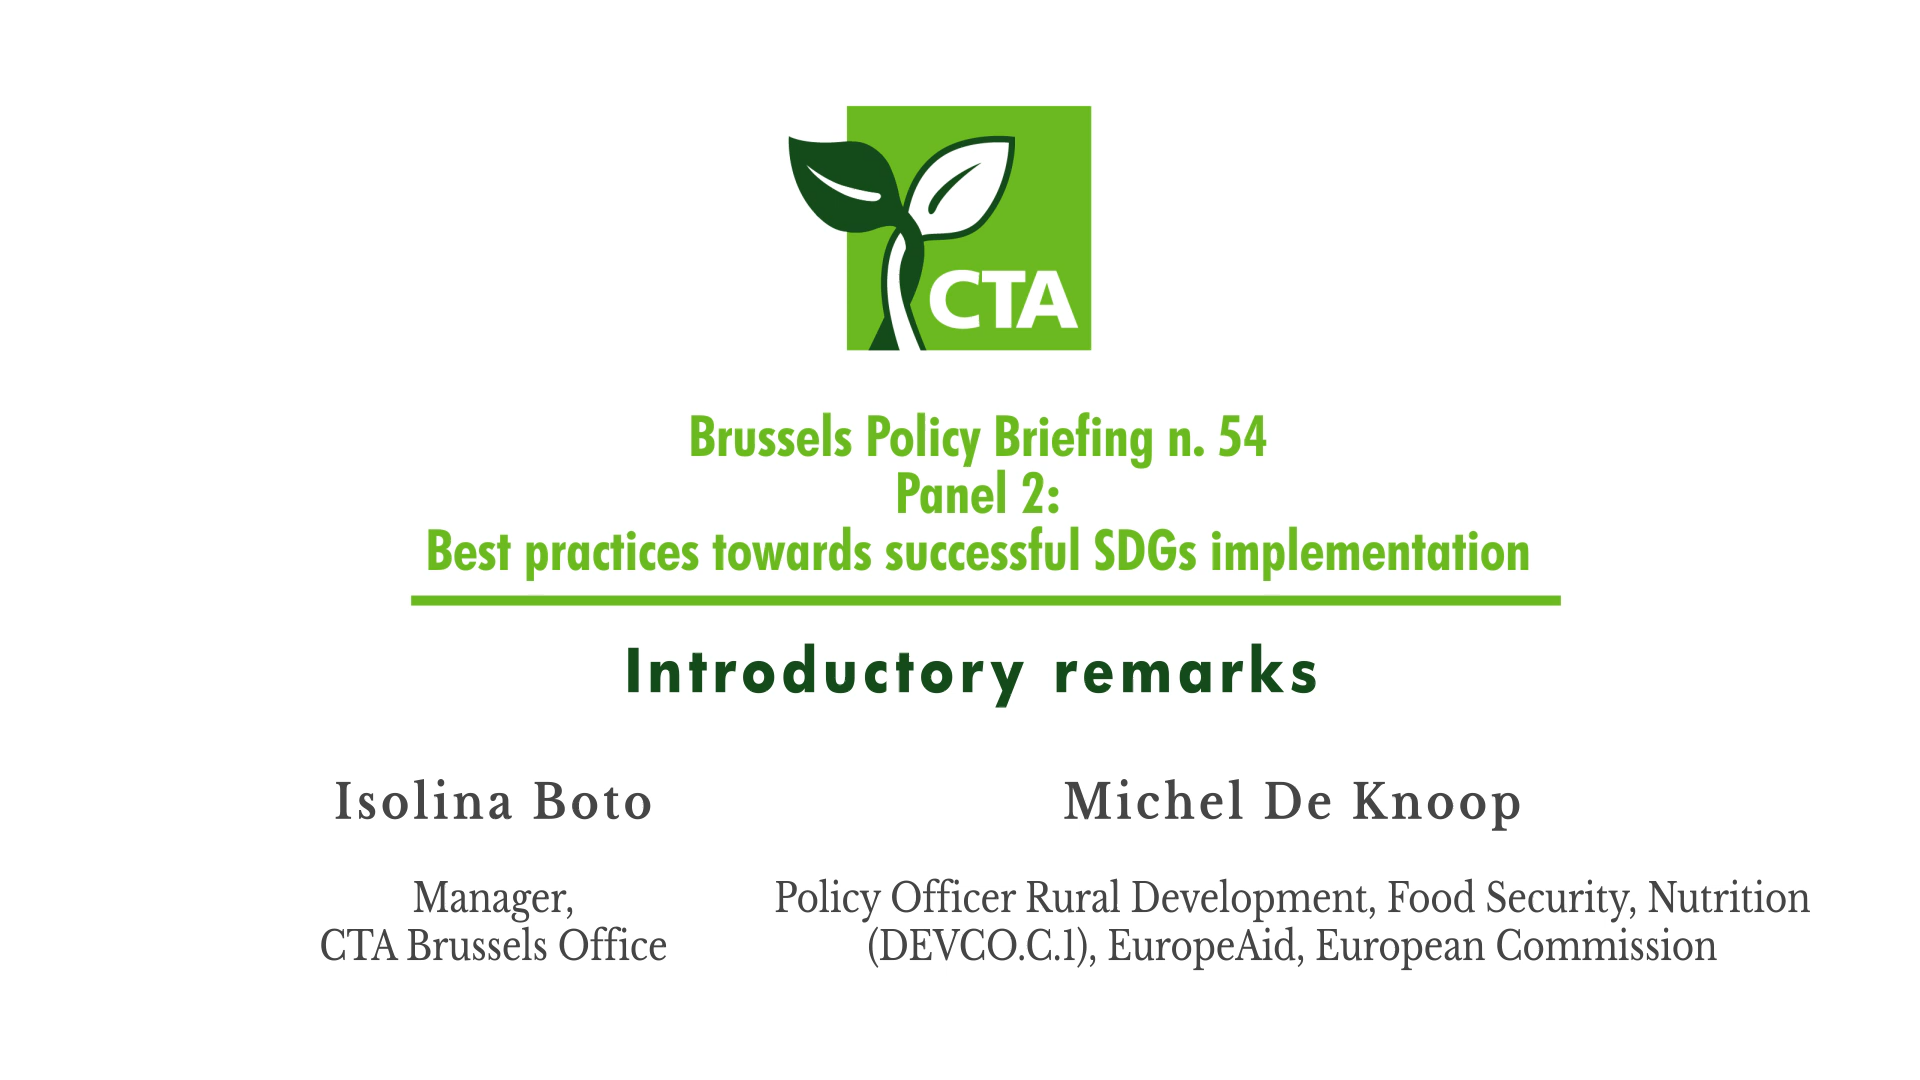 CTA
Brussels Policy Briefing n. 54
Panel 2:
Best practices towards successful SDGs implementation
Introductory remarks
Isolina Boto
Manager,
CTA Brussels Office
Michel De Knoop
Policy Officer Rural Development, Food Security, Nutrition
(DEVCO.C.1), EuropeAid, European Commission